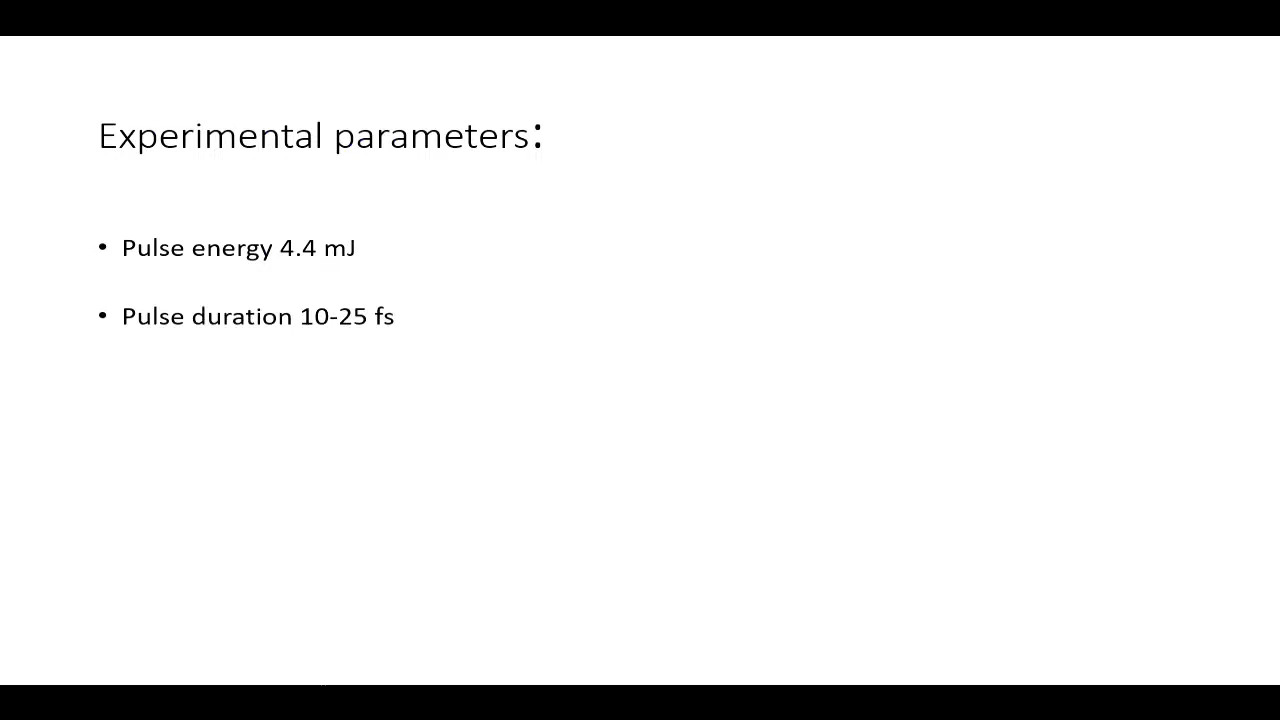 Experimental parameters:
• Pulse energy 4.4 mJ
• Pulse duration 10-25 fs